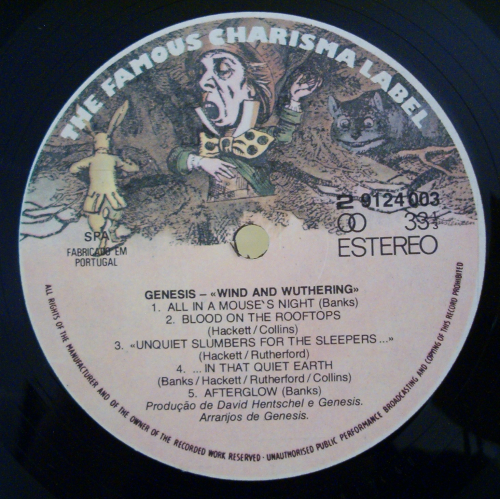 THE FAMOUS CHARISMA LABEL
2 9124 003
33⅓
SPA
FABRICADO EM
PORTUGAL
ESTEREO
GENESIS – «WIND AND WUTHERING»
1. ALL IN A MOUSE`S NIGHT (Banks)
2. BLOOD ON THE ROOFTOPS
(Hackett/Collins)
3. «UNQUIET SLUMBERS FOR THE SLEEPERS...»
(Hackett/Rutherford)
4. ...IN THAT QUIET EARTH
(Banks/Hackett/Rutherford/Collins)
5. AFTERGLOW (Banks)
Produção de David Hentschel e Genesis.
Arranjos de Genesis.
ALL RIGHTS OF THE MANUFACTURER AND OF THE OWNER OF THE RECORDED WORK RESERVED - UNAUTHORISED PUBLIC PERFORMANCE BROADCASTING AND COPYING OF THIS RECORD PROHIBITED